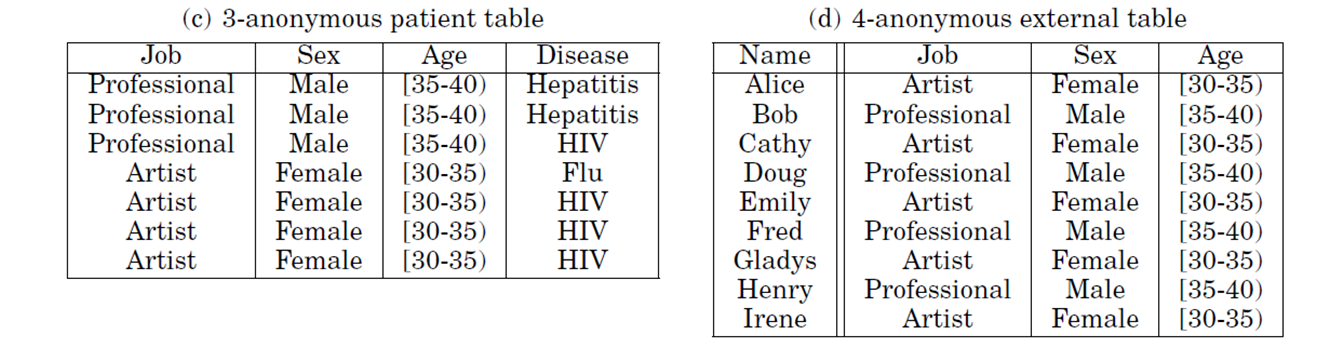 (c) 3-anonymous patient table
Job Sex Age Disease
Professional Male [35-40) Hepatitis
Professional Male [35-40) Hepatitis
Professional Male [35-40) HIV
Artist Female [30-35) Flu
Artist Female [30-35) HIV
Artist Female [30-35) HIV
Artist Female [30-35) HIV
(d) 4-anonymous external table
Name Job Sex Age
Alice Artist Female [30-35)
Bob Professional Male [35-40)
Cathy Artist Female [30-35)
Doug Professional Male [35-40)
Emily Artist Female [30-35)
Fred Professional Male [35-40)
Gladys Artist Female [30-35)
Henry Professional Male [35-40)
Irene Artist Female [30-35)